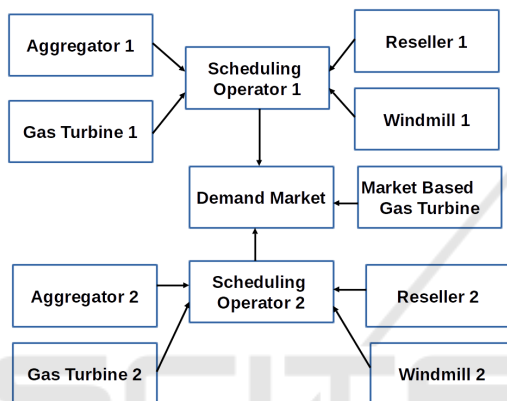 Aggregator 1
Scheduling
Operator 1
Reseller 1
Gas Turbine 1
Windmill 1
Demand Market
Market Based
Gas Turbine
Aggregator 2
Scheduling
Operator 2
Reseller 2
Gas Turbine 2
Windmill 2